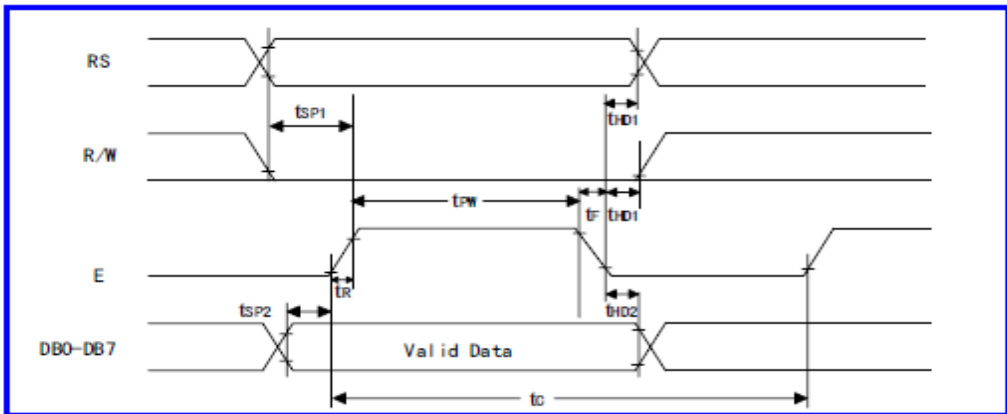 RS
tSP1
tHD1
R/W
tPW
tF
tHD1
E
tR
tSP2
tHD2
DB0-DB7
Valid Data
tC